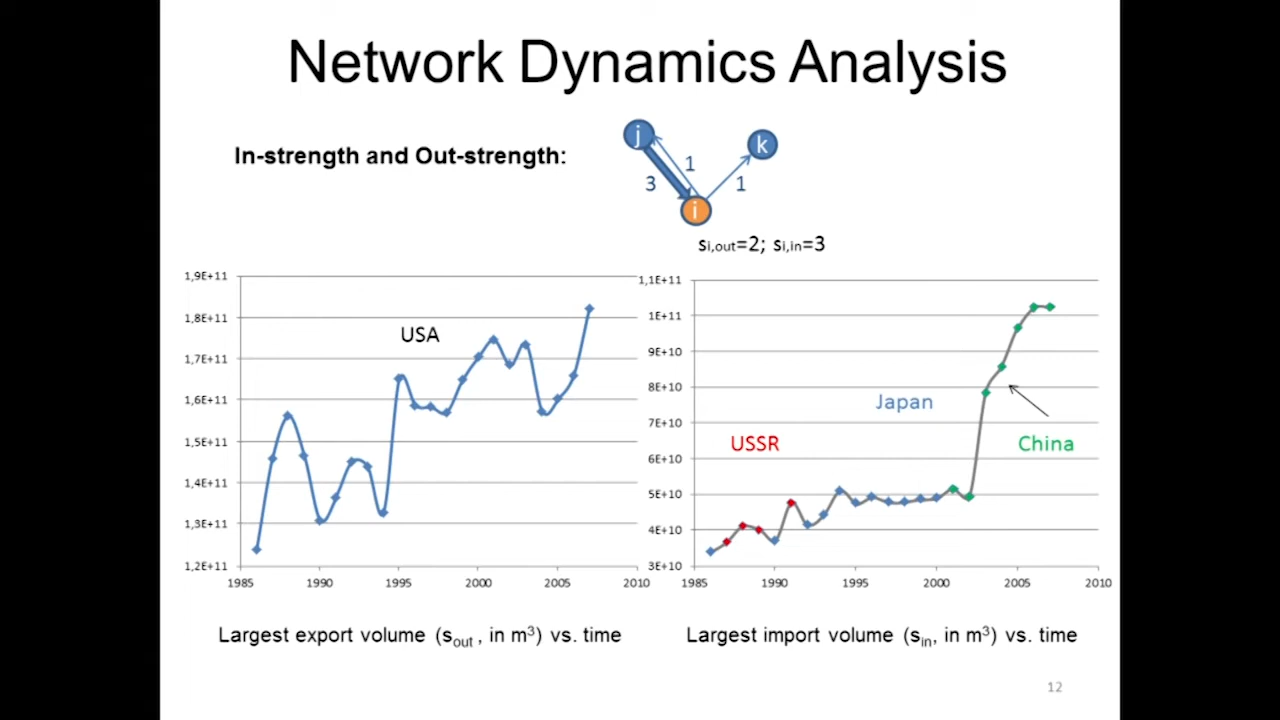 Network Dynamics Analysis
In-strength and Out-strength:
j
k
1
3
1
i
si,out=2; si,in=3
1,9E+11
1,8E+11
1,7E+11
1,6E+11
1,5E+11
1,4E+11
1,3E+11
1,2E+11
USA
1985 1990 1995 2000 2005 2010
Largest export volume (sout , in m3) vs. time
1,1E+11
1E+11
9E+10
8E+10
7E+10
6E+10
5E+10
4E+10
3E+10
Japan
USSR
China
1985 1990 1995 2000 2005 2010
Largest import volume (sin, in m3) vs. time
12